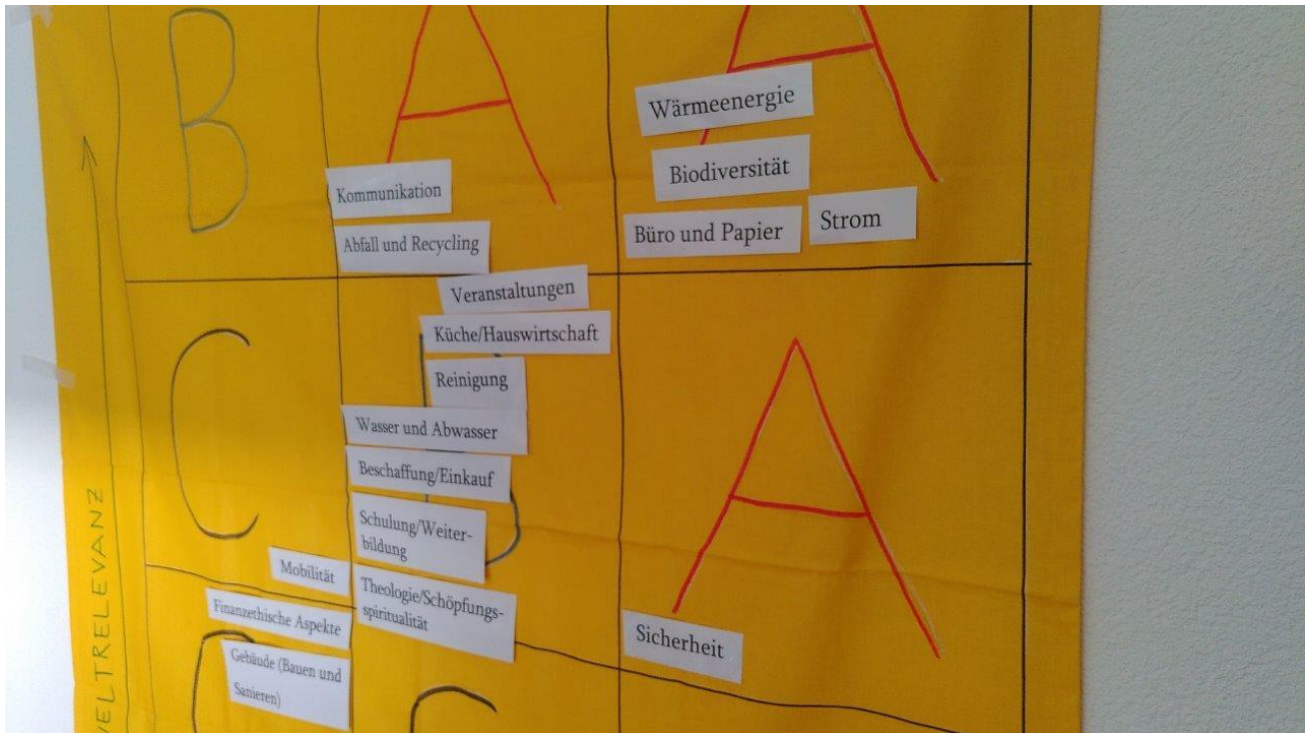 B
A
A
Wärmeenergie
Biodiversität
Kommunikation
Büro und Papier
Strom
Abfall und Recycling
Veranstaltungen
Küche/Hauswirtschaft
C
Reinigung
A
Wasser und Abwasser
Beschaffung/Einkauf
Schulung/Weiter-
bildung
Mobilität
Theologie/Schöpfungs-
spiritualität
Finanzethische Aspekte
Sicherheit
Gebäude (Bauen und
Sanieren)